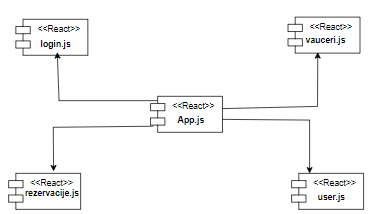 <<React>>
login.js
<<React>>
vauceri.js
<<React>>
App.js
<<React>>
rezervacije.js
<<React>>
user.js